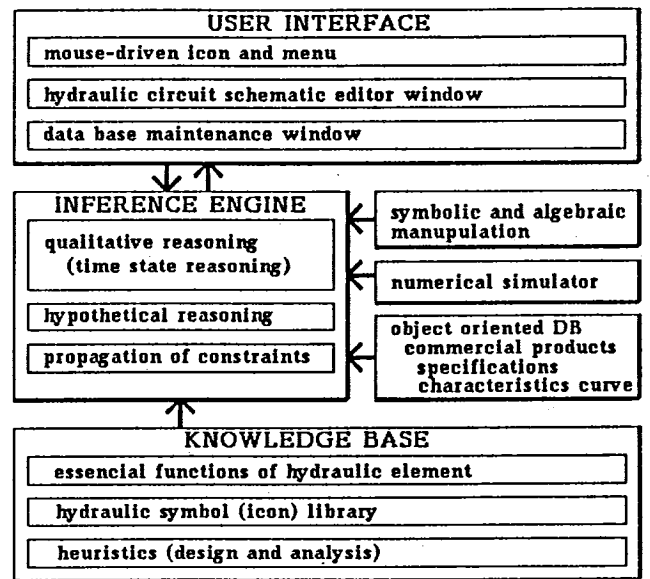 USER INTERFACE
mouse-driven icon and menu
hydraulic circuit schematic editor window
data base maintenance window
INFERENCE ENGINE
qualitative reasoning
(time state reasoning)
hypothetical reasoning
propagation of constraints
symbolic and algebraic
manupulation
numerical simulator
object oriented DB
commercial products
specifications
characteristics curve
KNOWLEDGE BASE
essencial functions of hydraulic element
hydraulic symbol (icon) library
heuristics (design and analysis)